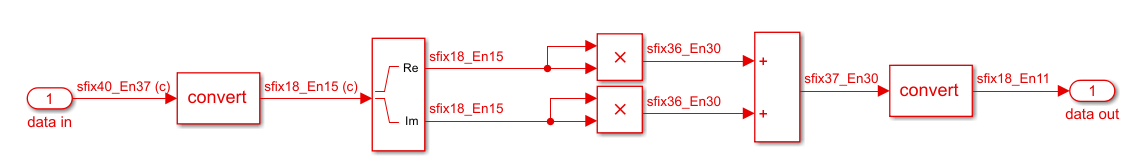 1
data in
sfix40_En37 (c)
convert
sfix18_En15 (c)
Re
Im
sfix18_En15
sfix18_En15
×
×
sfix36_En30
sfix36_En30
+
+
sfix37_En30
convert
sfix18_En11
1
data out